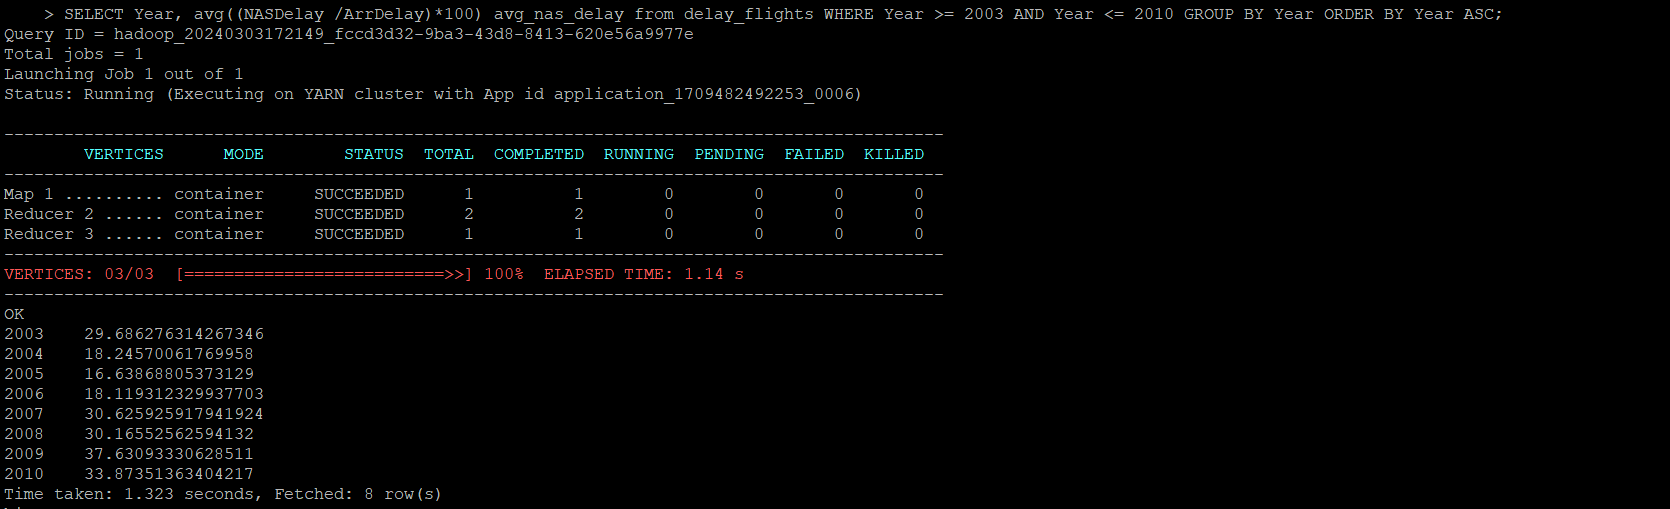 > SELECT Year, avg((NASDelay /ArrDelay)*100) avg_nas_delay from delay_flights WHERE Year >= 2003 AND Year <= 2010 GROUP BY Year ORDER BY Year ASC;
Query ID = hadoop_20240303172149_fccd3d32-9ba3-43d8-8413-620e56a9977e
Total jobs = 1
Launching Job 1 out of 1
Status: Running (Executing on YARN cluster with App id application_1709482492253_0006)
----------------------------------------------------------------------------------------------
VERTICES MODE STATUS TOTAL COMPLETED RUNNING PENDING FAILED KILLED
----------------------------------------------------------------------------------------------
Map 1 .......... container SUCCEEDED 1 1 0 0 0 0
Reducer 2 ...... container SUCCEEDED 2 2 0 0 0 0
Reducer 3 ...... container SUCCEEDED 1 1 0 0 0 0
----------------------------------------------------------------------------------------------
VERTICES: 03/03 [==========================>>] 100% ELAPSED TIME: 1.14 s
----------------------------------------------------------------------------------------------
OK
2003 29.686276314267346
2004 18.24570061769958
2005 16.63868805373129
2006 18.119312329937703
2007 30.625925917941924
2008 30.16552562594132
2009 37.63093330628511
2010 33.87351363404217
Time taken: 1.323 seconds, Fetched: 8 row(s)